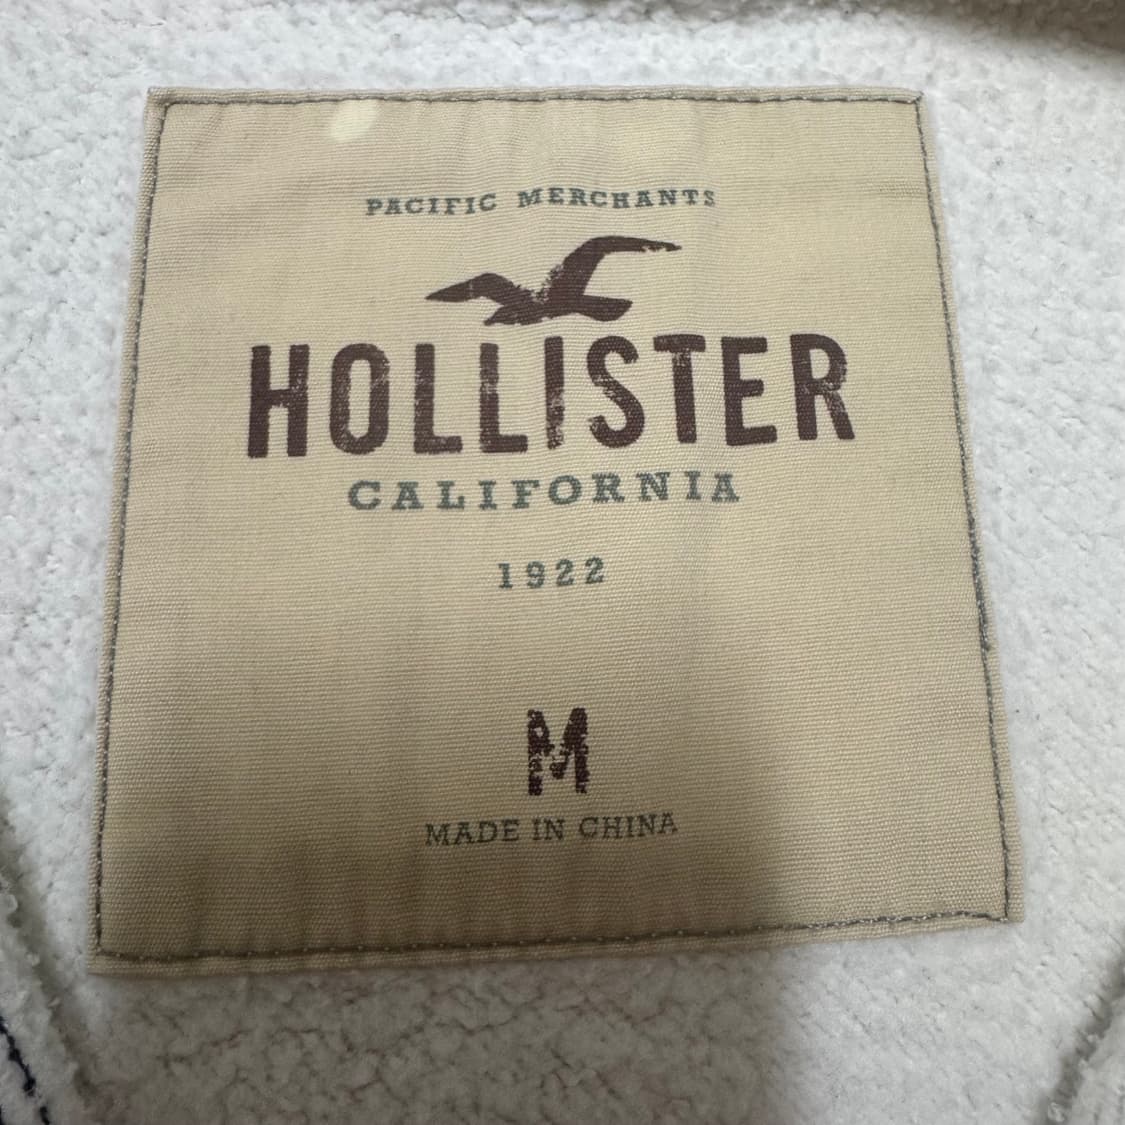 PACIFIC MERCHANTS
HOLLISTER
CALIFORNIA
1922
M
MADE IN CHINA